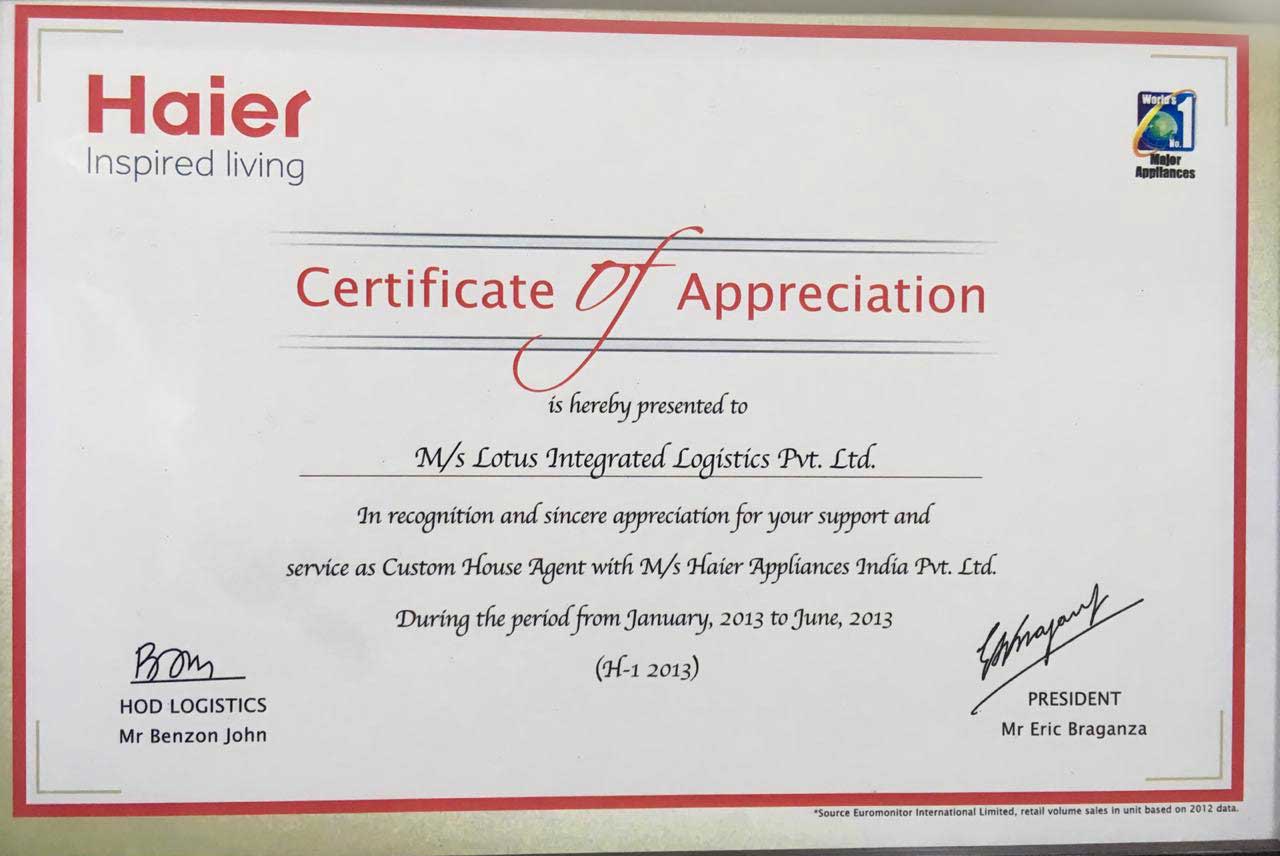 Haier
Inspired living
World's
No. 1
Major
Appliances
Certificate of Appreciation
is hereby presented to
M/s Lotus Integrated Logistics Pvt. Ltd.
In recognition and sincere appreciation for your support and
service as Custom House Agent with M/s Haier Appliances India Pvt. Ltd.
During the period from January, 2013 to June, 2013
(H-1 2013)
HOD LOGISTICS
Mr Benzon John
PRESIDENT
Mr Eric Braganza
*Source Euromonitor International Limited, retail volume sales in unit based on 2012 data.